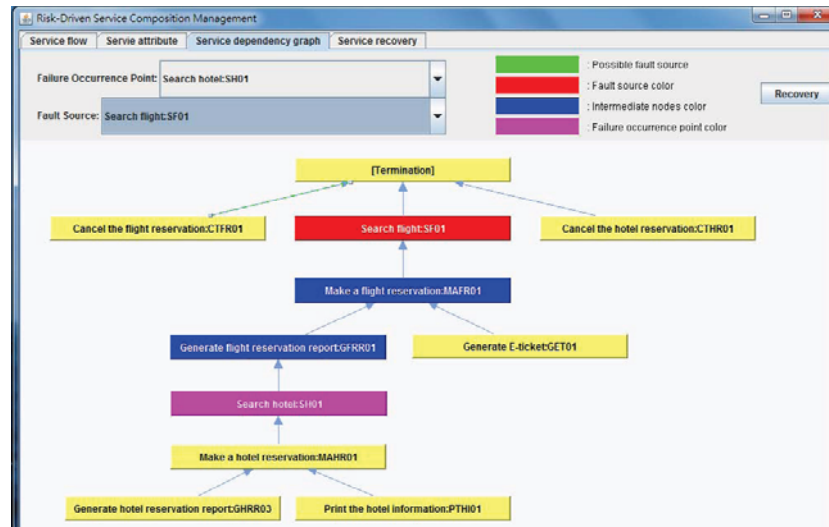 Risk-Driven Service Composition Management
Service flow Servie attribute Service dependency graph Service recovery
Failure Occurrence Point: Search hotel:SH01
Fault Source: Search flight:SF01
: Possible fault source
: Fault source color
: Intermediate nodes color
: Failure occurrence point color
Recovery
[Termination]
Cancel the flight reservation:CTFR01 Search flight:SF01 Cancel the hotel reservation:CTHR01
Make a flight reservation:MAFR01
Generate flight reservation report:GFRR01 Generate E-ticket:GET01
Search hotel:SH01
Make a hotel reservation:MAHR01
Generate hotel reservation report:GHRR03 Print the hotel information:PTHI01